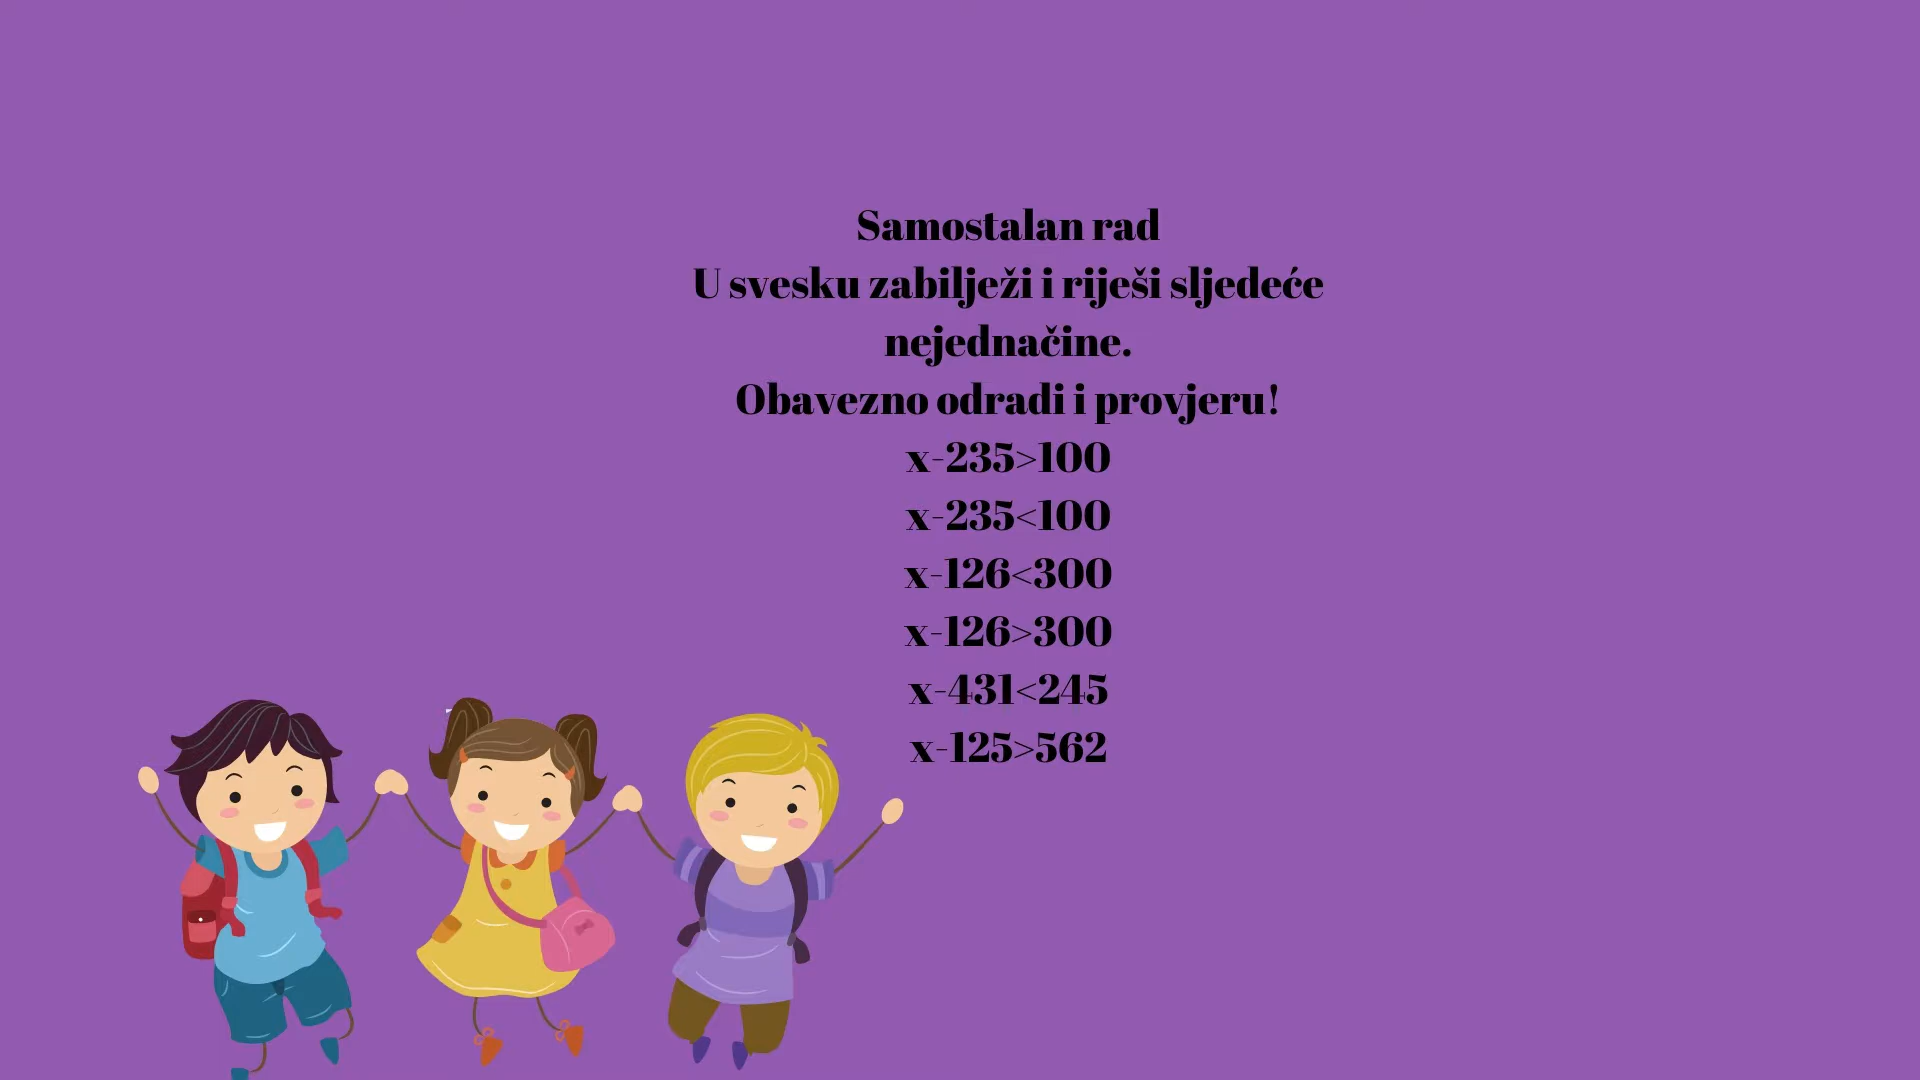 Samostalan rad
U svesku zabilježi i riješi sljedeće
nejednačine.
Obavezno odradi i provjeru!
x-235>100
x-235<100
x-126<300
x-126>300
x-431<245
x-125>562